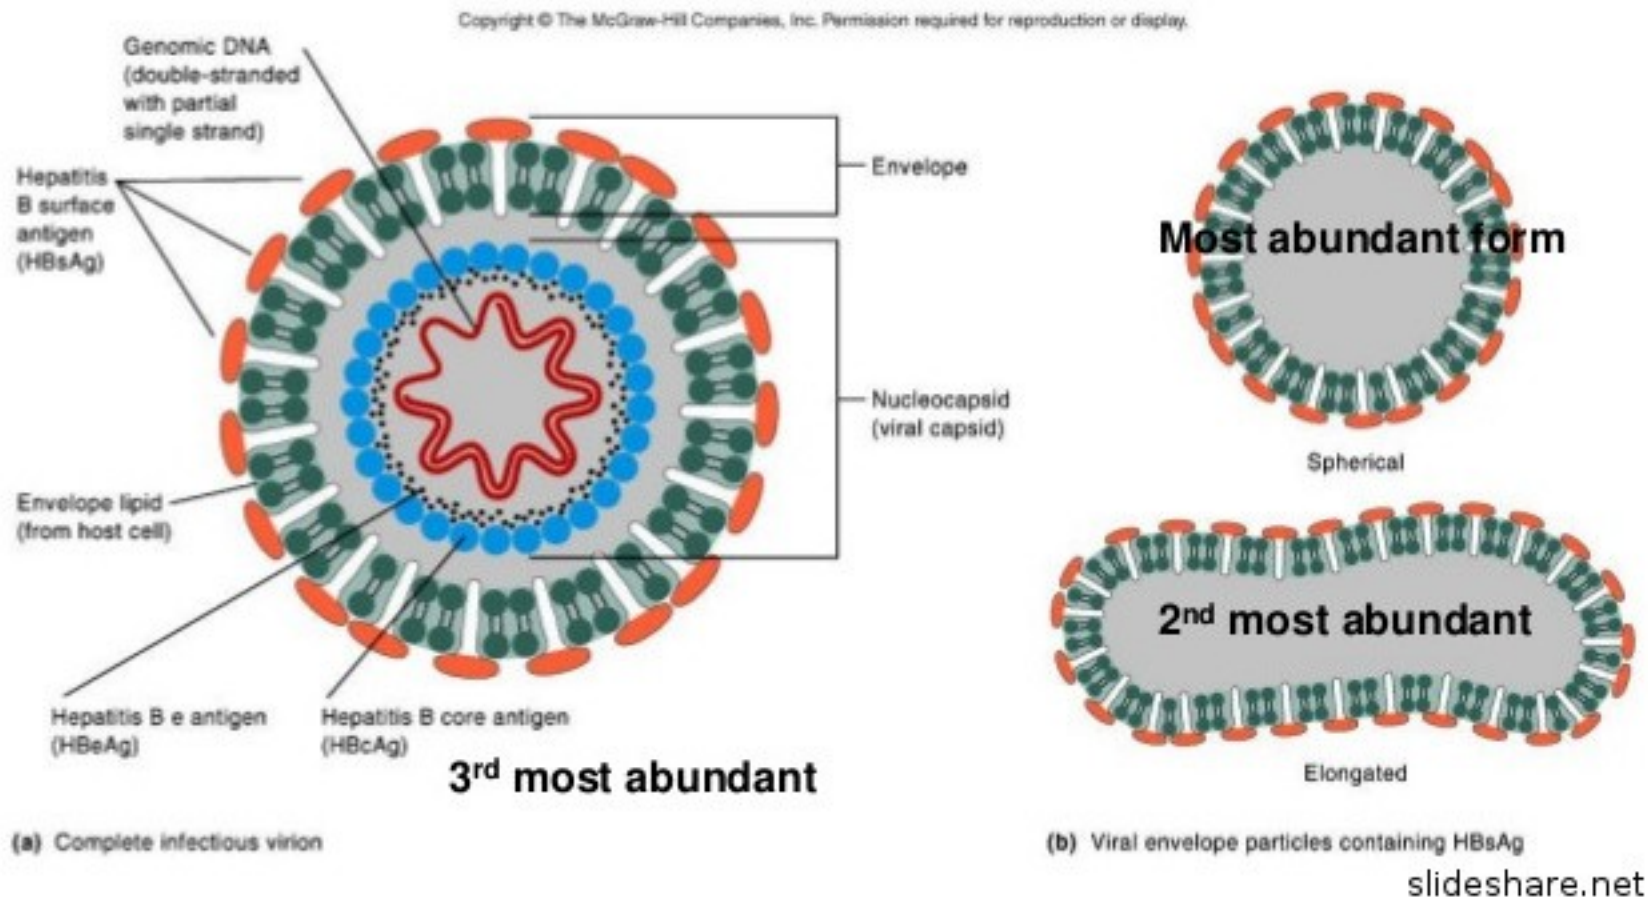 Copyright © The McGraw-Hill Companies, Inc. Permission required for reproduction or display.
Genomic DNA
(double-stranded
with partial
single strand)
Hepatitis
B surface
antigen
(HBsAg)
Envelope
Nucleocapsid
(viral capsid)
Envelope lipid
(from host cell)
Hepatitis B e antigen
(HBeAg)
Hepatitis B core antigen
(HBcAg)
3rd most abundant
(a) Complete infectious virion
Most abundant form
Spherical
2nd most abundant
Elongated
(b) Viral envelope particles containing HBsAg
slideshare.net